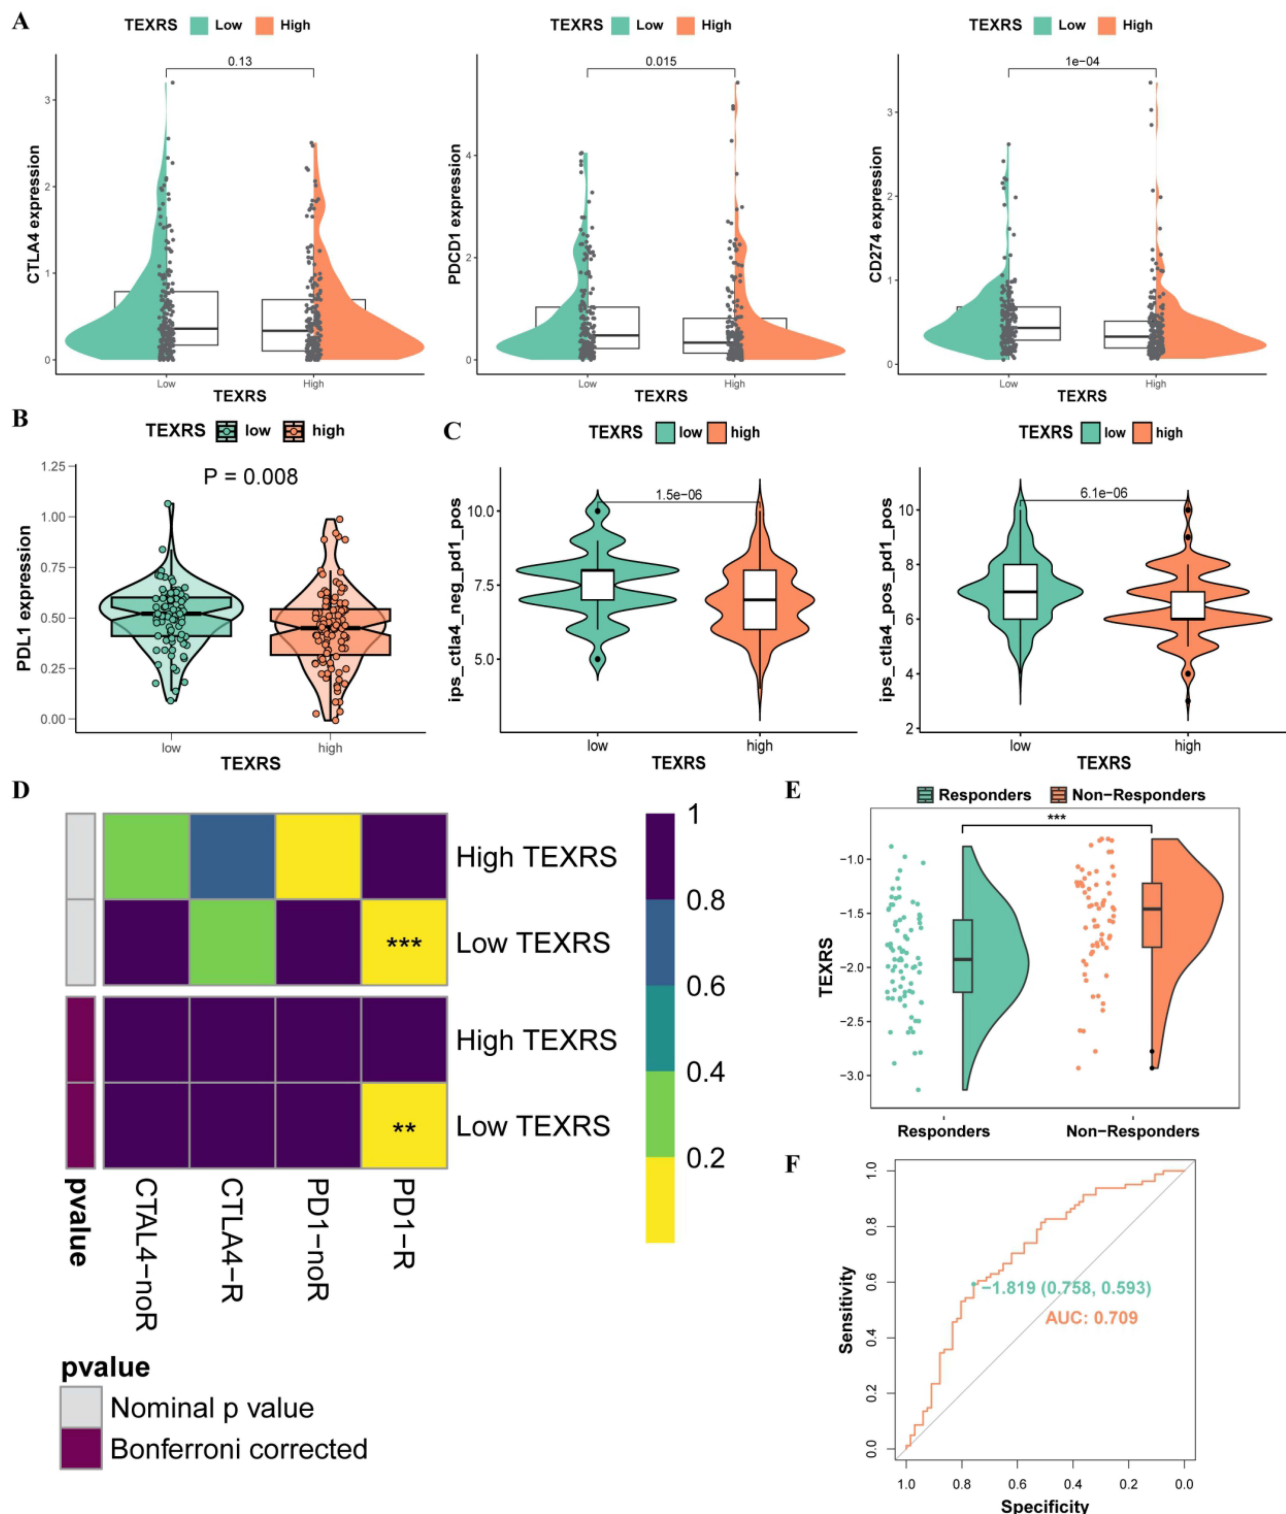 A
TEXRS Low High
0.13
CTLA4 expression
3
2
1
0
Low High
TEXRS
TEXRS Low High
0.015
PDCD1 expression
4
2
0
Low High
TEXRS
TEXRS Low High
1e−04
CD274 expression
3
2
1
0
Low High
TEXRS
B
TEXRS low high
P = 0.008
PDL1 expression
1.25
1.00
0.75
0.50
0.25
0.00
low high
TEXRS
C
TEXRS low high
1.5e−06
ips_ctla4_neg_pd1_pos
10.0
7.5
5.0
low high
TEXRS
TEXRS low high
6.1e−06
ips_ctla4_pos_pd1_pos
10
8
6
4
2
low high
TEXRS
D
High TEXRS
Low TEXRS
***
High TEXRS
Low TEXRS
**
pvalue
CTAL4−noR
CTLA4−R
PD1−noR
PD1−R
1
0.8
0.6
0.4
0.2
pvalue
Nominal p value
Bonferroni corrected
E
Responders Non−Responders
***
TEXRS
−1.0
−1.5
−2.0
−2.5
−3.0
Responders Non−Responders
F
Sensitivity
1.0
0.8
0.6
0.4
0.2
0.0
−1.819 (0.758, 0.593)
AUC: 0.709
1.0 0.8 0.6 0.4 0.2 0.0
Specificity